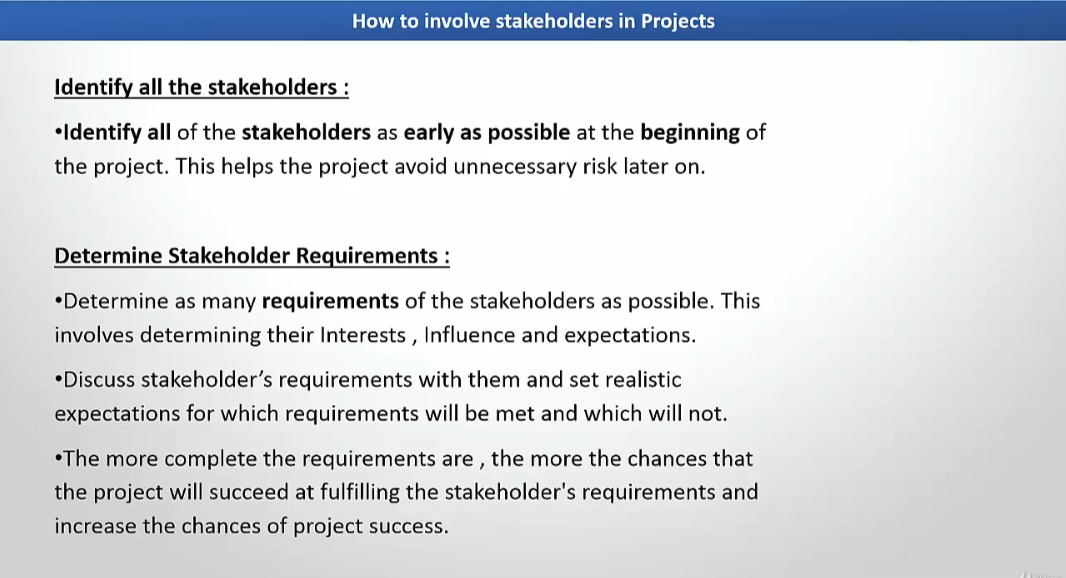 How to involve stakeholders in Projects
Identify all the stakeholders :
•Identify all of the stakeholders as early as possible at the beginning of
the project. This helps the project avoid unnecessary risk later on.
Determine Stakeholder Requirements :
•Determine as many requirements of the stakeholders as possible. This
involves determining their Interests , Influence and expectations.
•Discuss stakeholder’s requirements with them and set realistic
expectations for which requirements will be met and which will not.
•The more complete the requirements are , the more the chances that
the project will succeed at fulfilling the stakeholder's requirements and
increase the chances of project success.